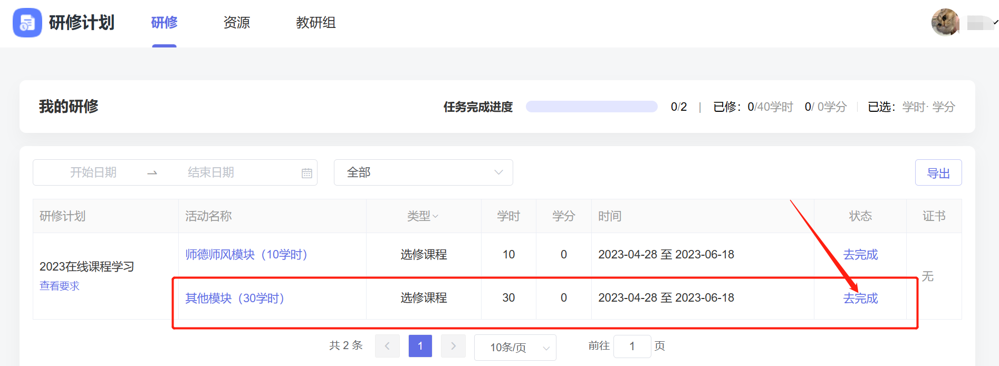 研修计划 研修 资源 教研组
我的研修 任务完成进度 0/2 | 已修：0/40学时 0/ 0学分 已选：学时· 学分
开始日期 → 结束日期 全部 导出
研修计划 活动名称 类型 学时 学分 时间 状态 证书
师德师风模块（10学时） 选修课程 10 0 2023-04-28 至 2023-06-18 去完成
2023在线课程学习
查看要求
无
其他模块（30学时） 选修课程 30 0 2023-04-28 至 2023-06-18 去完成
共 2 条 < 1 > 10条/页 前往 1 页